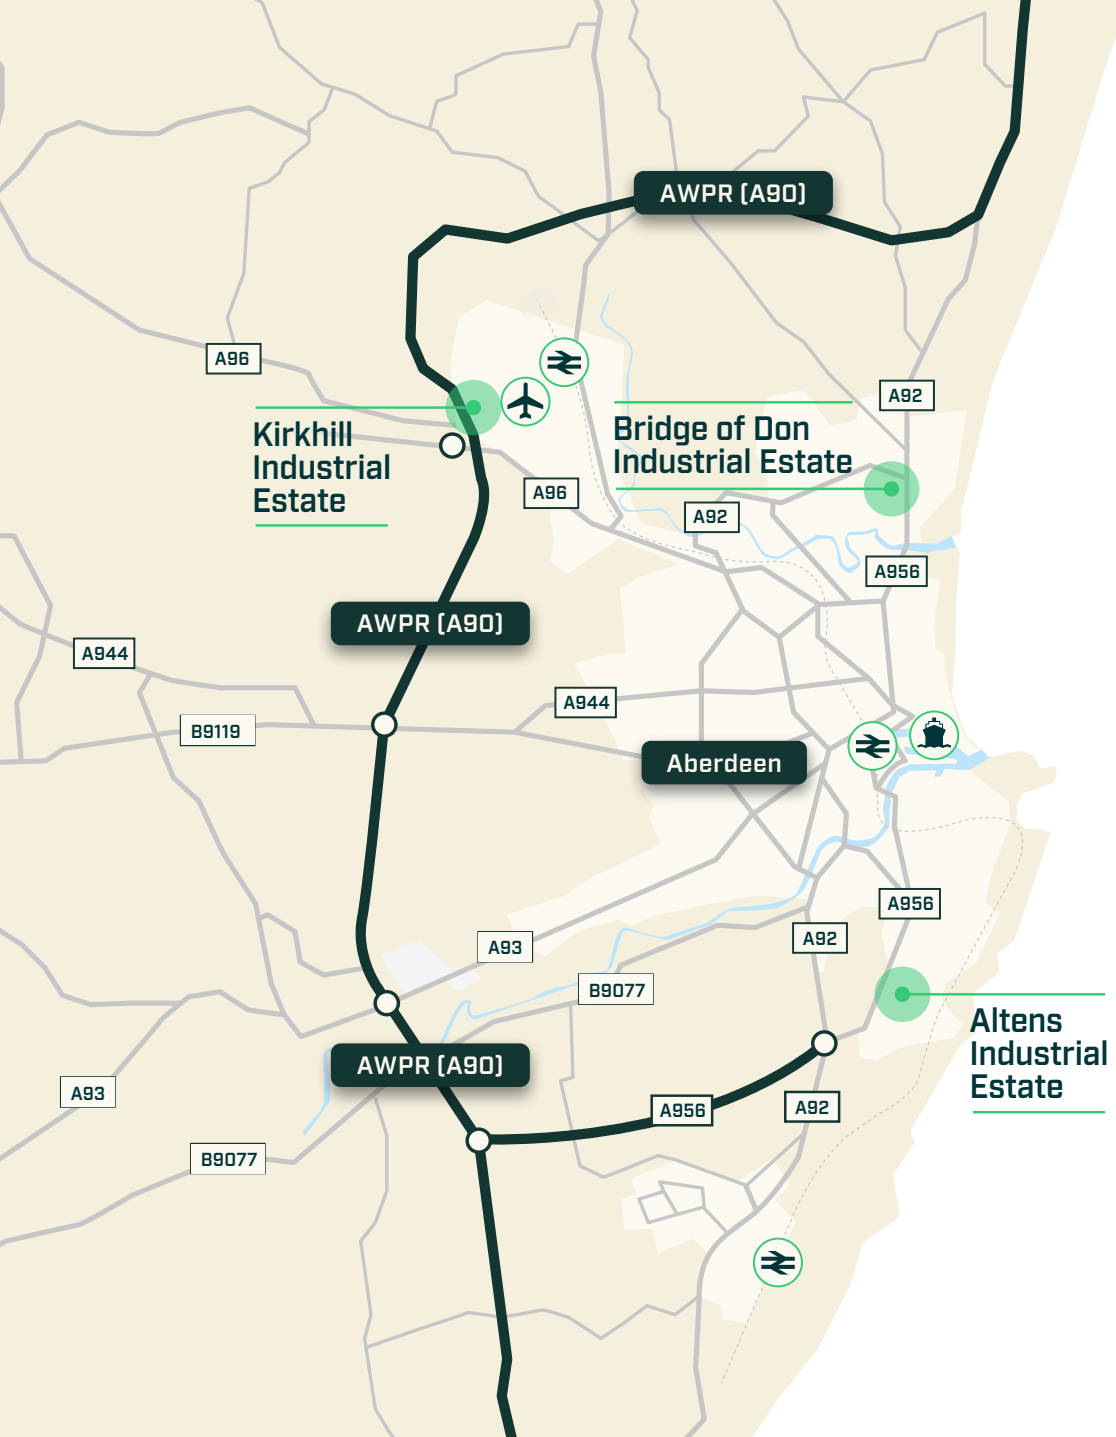 AWPR [A90]
A96
A92
Kirkhill
Industrial
Estate
Bridge of Don
Industrial Estate
A96
A92
A956
AWPR [A90]
A944
A944
B9119
Aberdeen
A956
A92
A93
B9077
Altens
Industrial
Estate
AWPR [A90]
A93
A956
A92
B9077